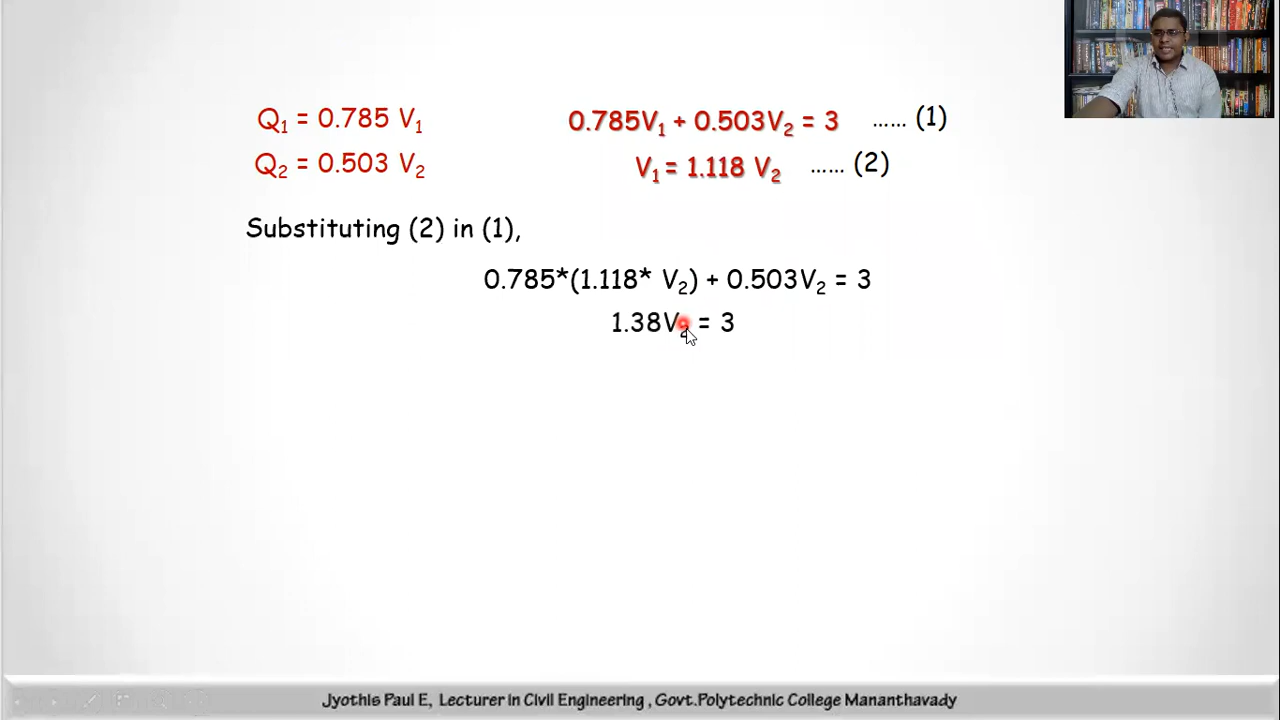 Q₁ = 0.785 V₁
0.785V₁ + 0.503V₂ = 3 ...... (1)
Q₂ = 0.503 V₂
V₁ = 1.118 V₂ ...... (2)
Substituting (2) in (1),
0.785*(1.118* V₂) + 0.503V₂ = 3
1.38V₂ = 3
Jyothis Paul E, Lecturer in Civil Engineering , Govt.Polytechnic College Mananthavady